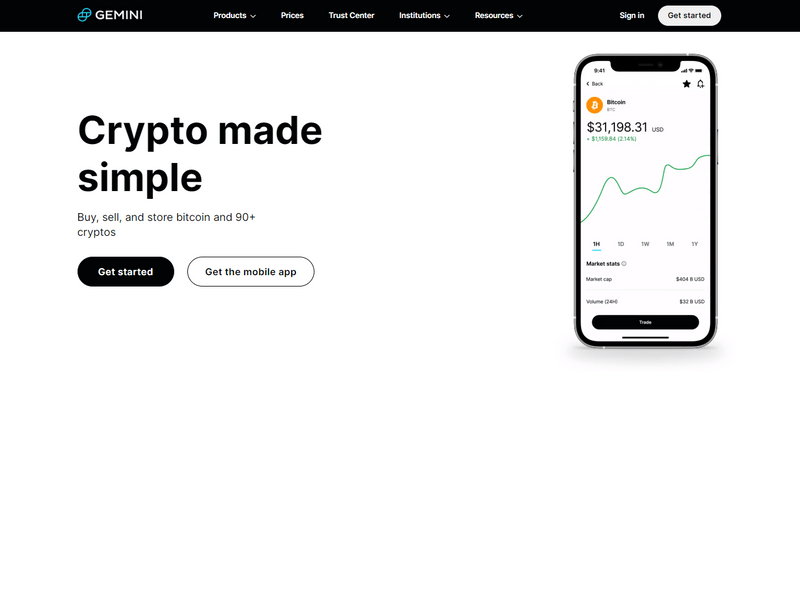 GEMINI
Products
Prices
Trust Center
Institutions
Resources
Sign in
Get started
Crypto made
simple
Buy, sell, and store bitcoin and 90+
cryptos
Get started
Get the mobile app
9:41
Back
Bitcoin
BTC
$31,198.31 USD
+ $1,159.84 (2.14%)
1H 1D 1W 1M 1Y
Market stats
Market cap $404 B USD
Volume (24H) $32 B USD
Trade